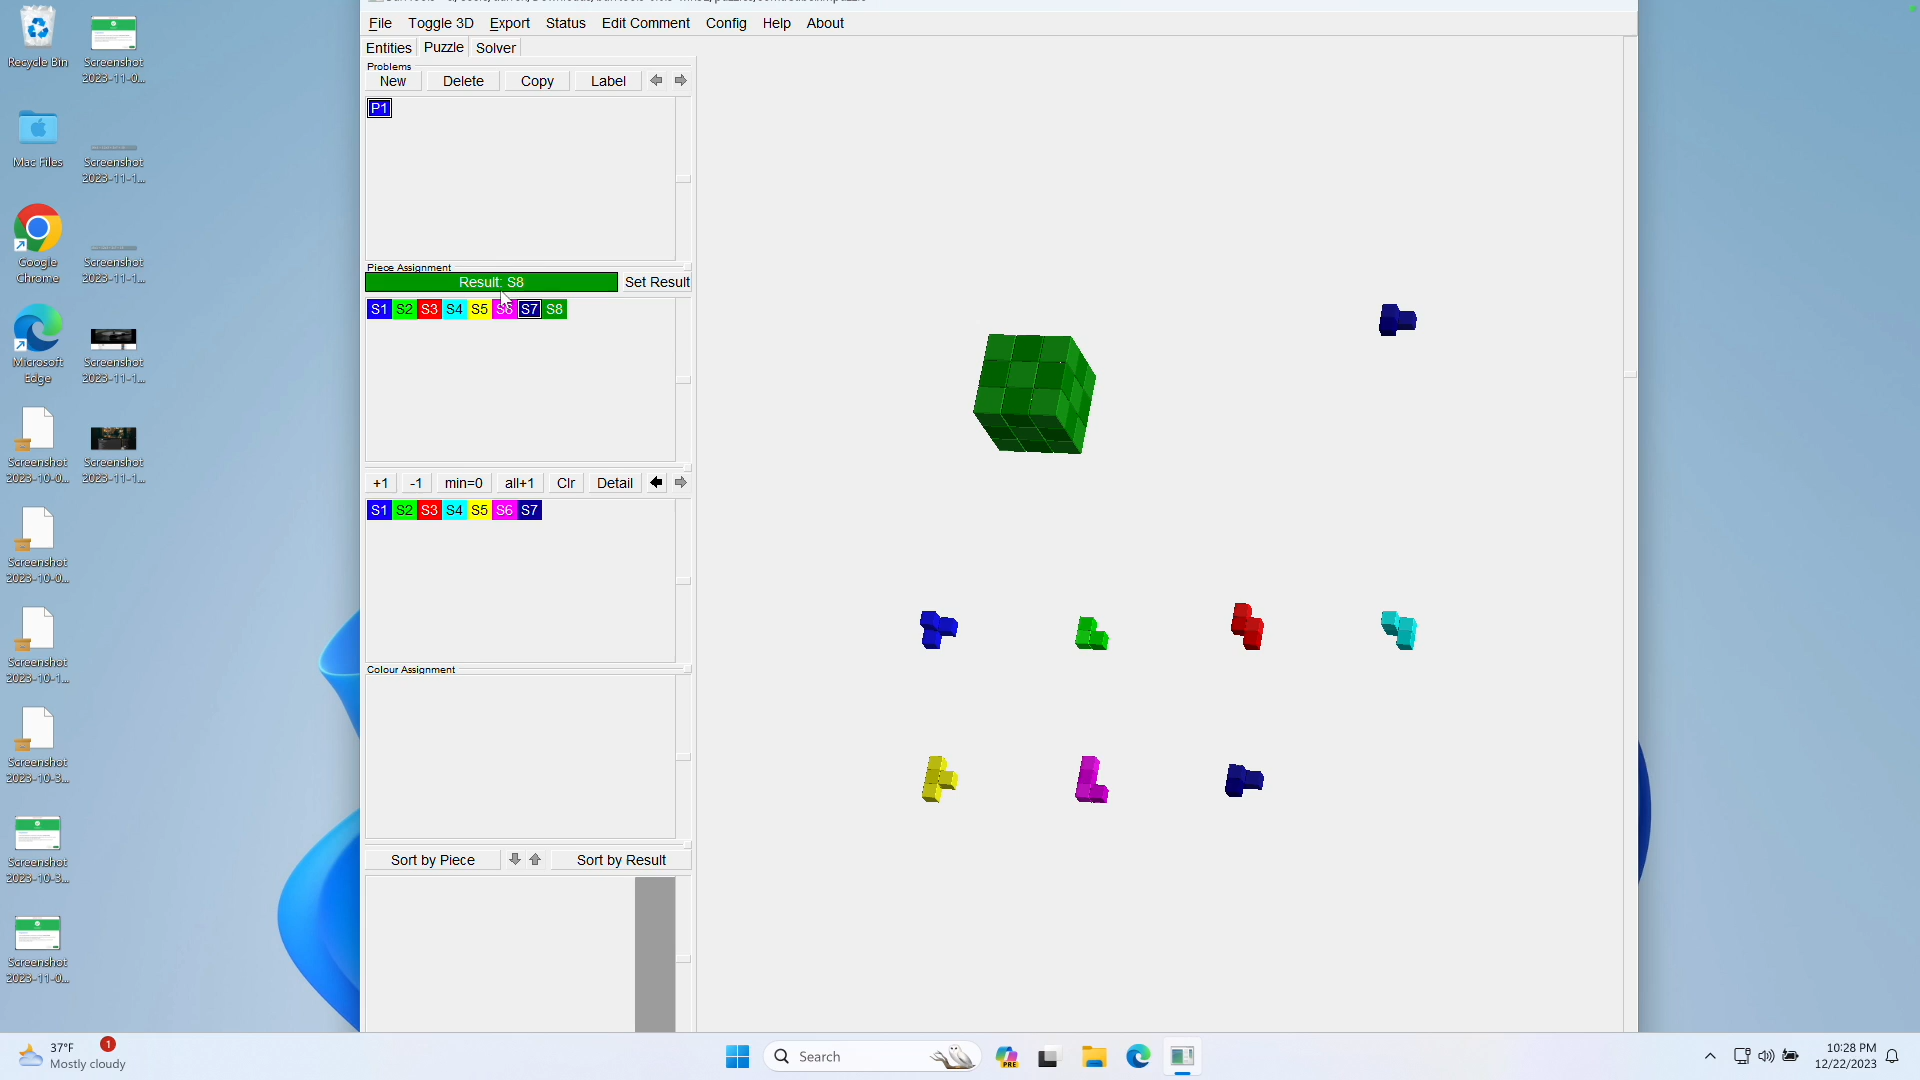 File Toggle 3D Export Status Edit Comment Config Help About
Entities Puzzle Solver
Problems
New Delete Copy Label
P1
Piece Assignment
Result: S8 Set Result
S1 S2 S3 S4 S5 S6 S7 S8
+1 -1 min=0 all+1 Clr Detail
S1 S2 S3 S4 S5 S6 S7
Colour Assignment
Sort by Piece Sort by Result
Recycle Bin
Screenshot
2023-11-0...
Mac Files
Screenshot
2023-11-1...
Google
Chrome
Screenshot
2023-11-1...
Microsoft
Edge
Screenshot
2023-11-1...
Screenshot
2023-10-0...
Screenshot
2023-11-1...
Screenshot
2023-10-0...
Screenshot
2023-10-1...
Screenshot
2023-10-3...
Screenshot
2023-10-3...
Screenshot
2023-11-0...
1
37°F
Mostly cloudy
Search
PRE
10:28 PM
12/22/2023